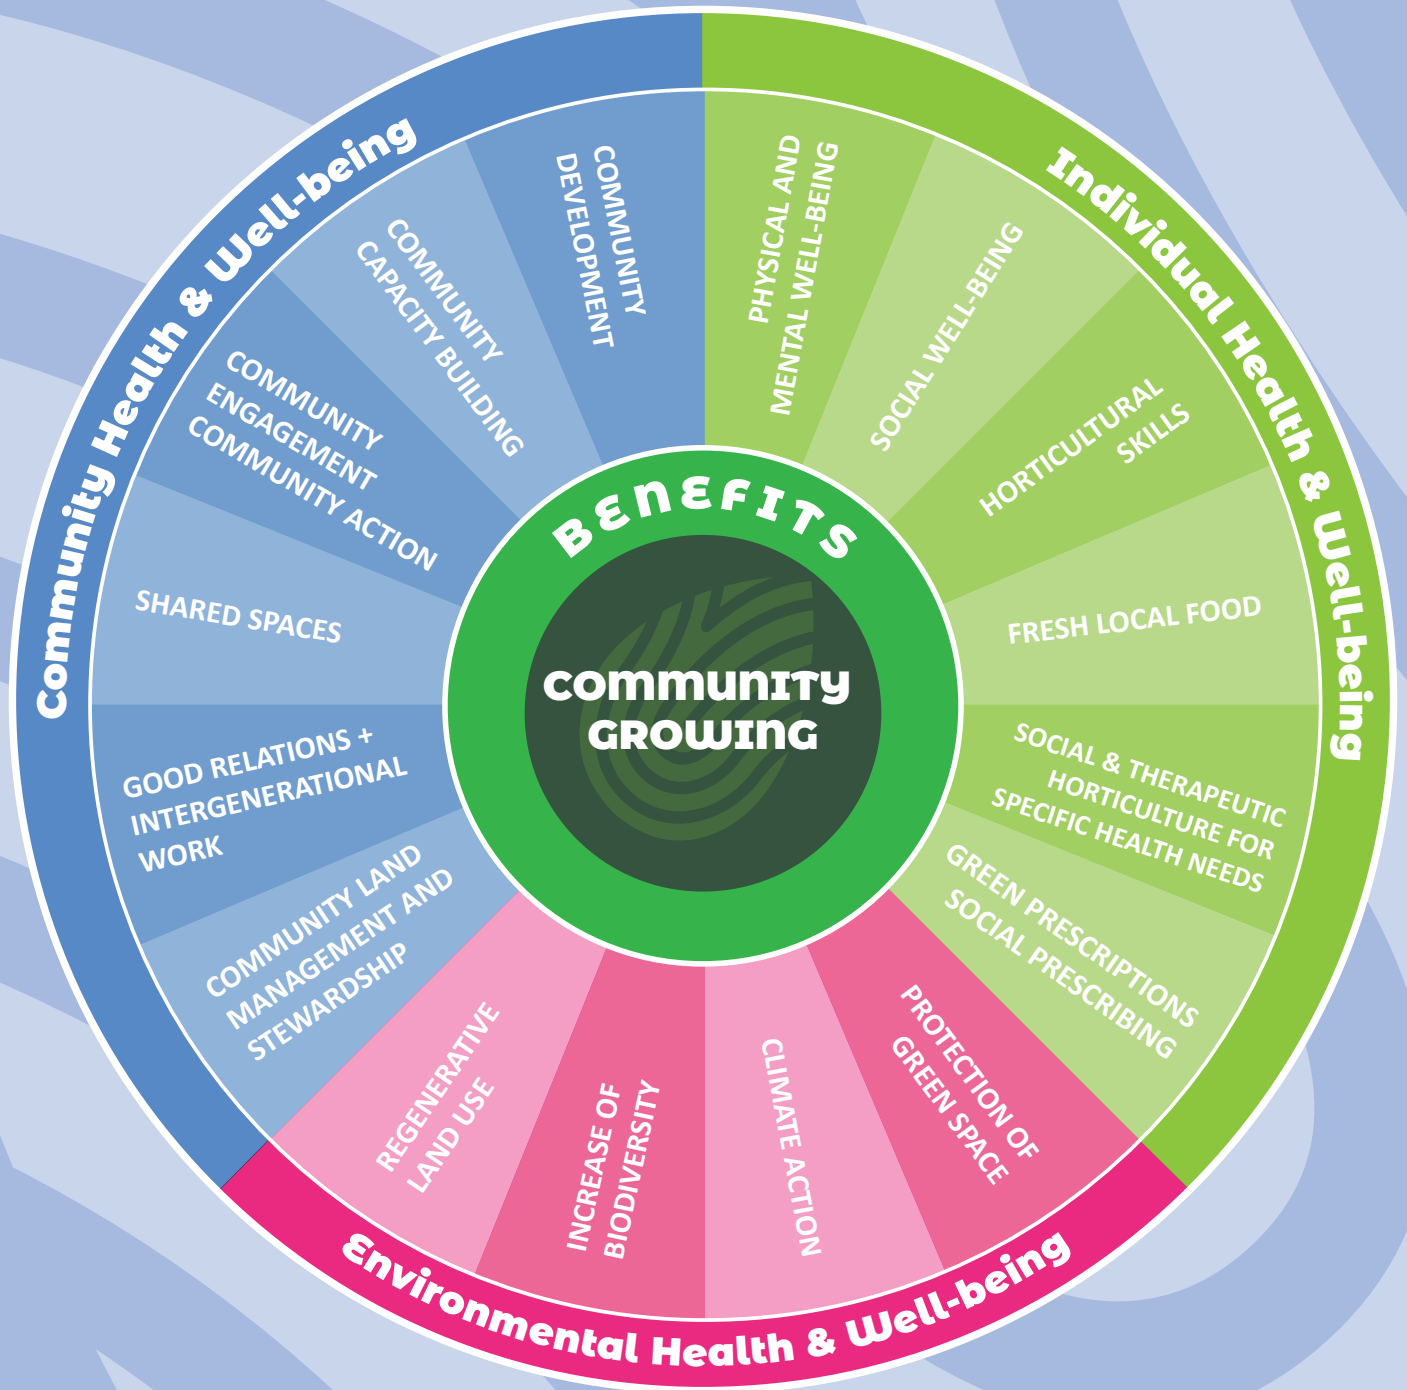 BENEFITS
COMMUNITY
GROWING
Individual Health & Well-being
PHYSICAL AND
MENTAL WELL-BEING
SOCIAL WELL-BEING
HORTICULTURAL
SKILLS
FRESH LOCAL FOOD
SOCIAL & THERAPEUTIC
HORTICULTURE FOR
SPECIFIC HEALTH NEEDS
GREEN PRESCRIPTIONS
SOCIAL PRESCRIBING
Environmental Health & Well-being
PROTECTION OF
GREEN SPACE
CLIMATE ACTION
INCREASE OF
BIODIVERSITY
REGENERATIVE
LAND USE
Community Health & Well-being
COMMUNITY LAND
MANAGEMENT AND
STEWARDSHIP
GOOD RELATIONS +
INTERGENERATIONAL
WORK
SHARED SPACES
COMMUNITY
ENGAGEMENT
COMMUNITY ACTION
COMMUNITY
CAPACITY BUILDING
COMMUNITY
DEVELOPMENT